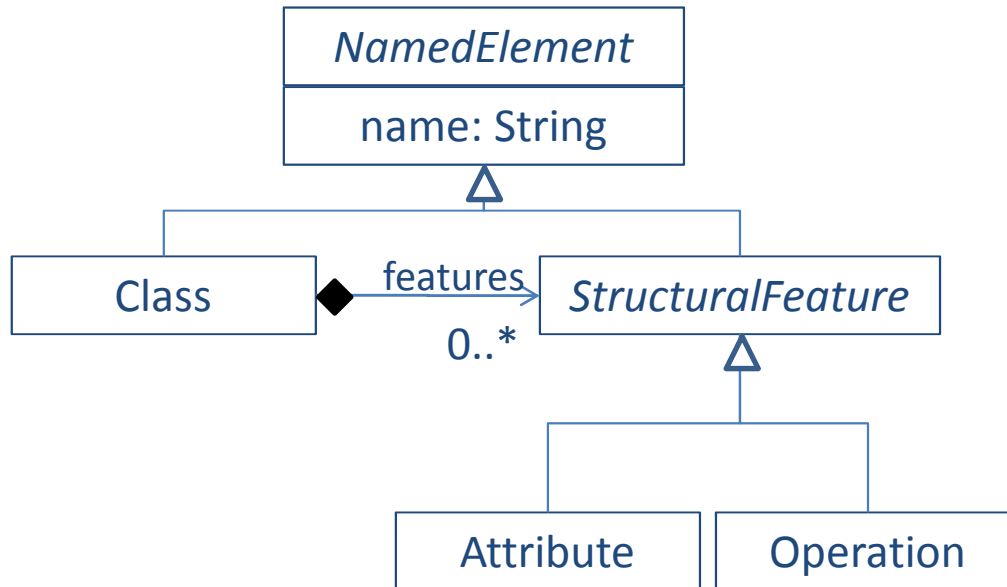 NamedElement
name: String
Class
features
0..*
StructuralFeature
Attribute
Operation